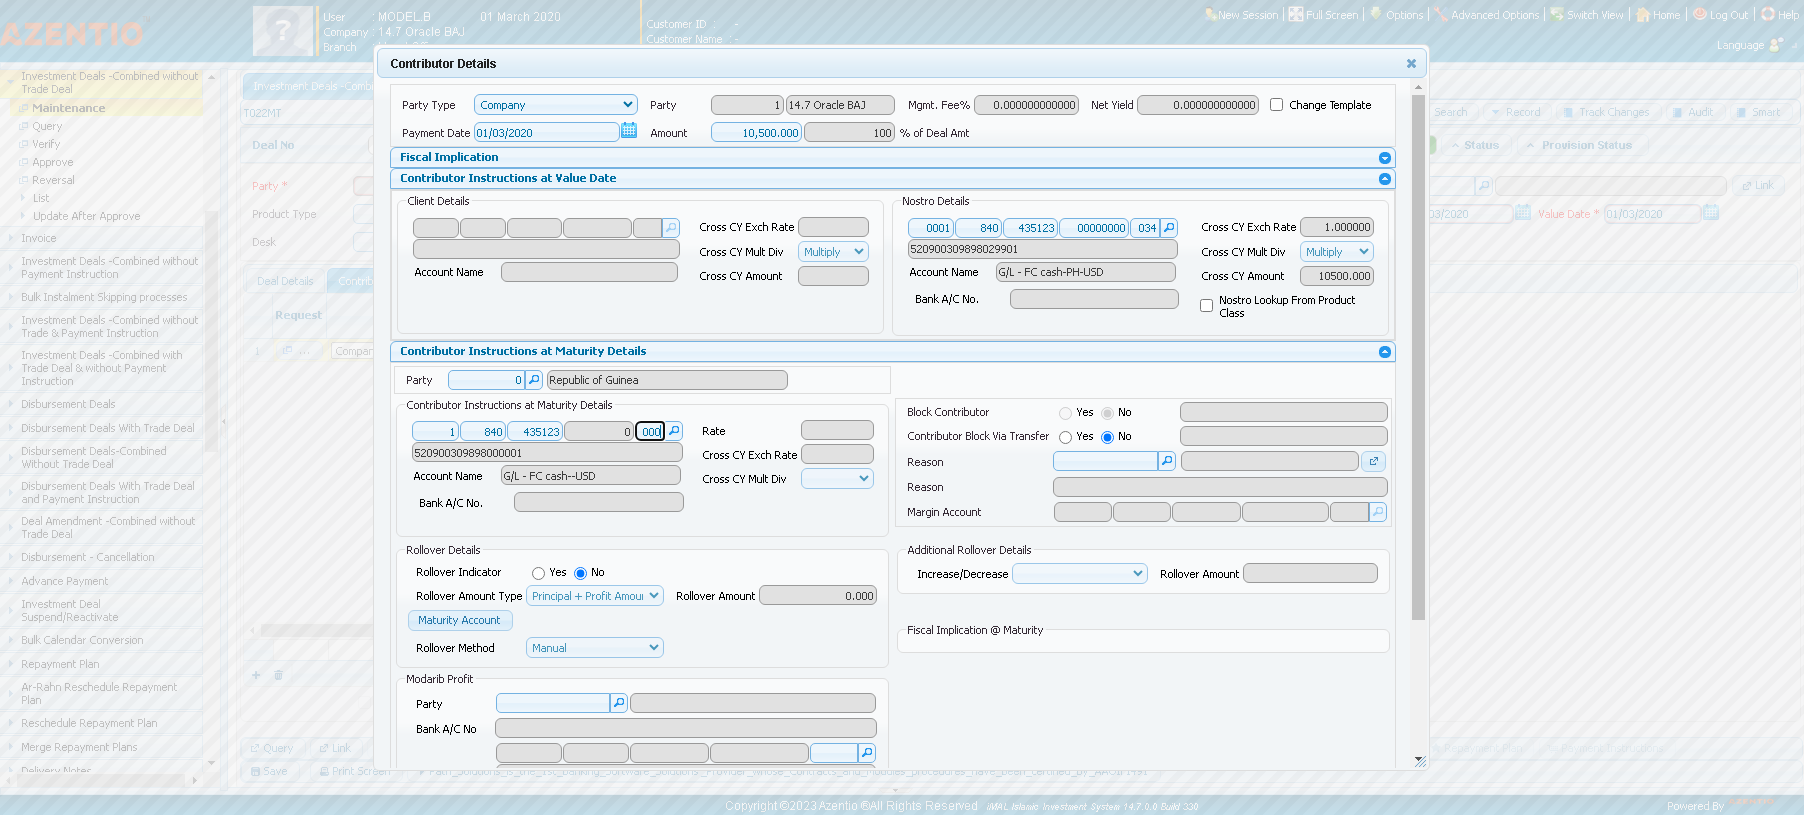 AZENTIO
User : MODEL.B 01 March 2020
Company : 14.7 Oracle BAJ
Branch
Customer ID : -
Customer Name : -
New Session Full Screen Options Advanced Options Switch View Home Log Out Help
Language
Investment Deals -Combined without Trade Deal
Maintenance
Query
Verify
Approve
Reversal
List
Update After Approve
Invoice
Investment Deals -Combined without Payment Instruction
Bulk Instalment Skipping processes
Investment Deals -Combined without Trade & Payment Instruction
Investment Deals -Combined with Trade Deal & without Payment Instruction
Disbursement Deals
Disbursement Deals With Trade Deal
Disbursement Deals-Combined Without Trade Deal
Disbursement Deals With Trade Deal and Payment Instruction
Deal Amendment -Combined without Trade Deal
Disbursement - Cancellation
Advance Payment
Investment Deal Suspend/Reactivate
Bulk Calendar Conversion
Repayment Plan
Ar-Rahn Reschedule Repayment Plan
Reschedule Repayment Plan
Merge Repayment Plans
Delivery Notes
Investment Deals -Combi
T022MT
Deal No
Party *
Product Type
Desk
Deal Details Contrib
Request
1 ... Compan
Query Link
Save Print Screen
Search Record Track Changes Audit Smart
Status Provision Status
Link
03/2020 Value Date * 01/03/2020
Contributor Details
Party Type Company Party 1 14.7 Oracle BAJ Mgmt. Fee% 0.000000000000 Net Yield 0.000000000000 Change Template
Payment Date 01/03/2020 Amount 10,500.000 100 % of Deal Amt
Fiscal Implication
Contributor Instructions at Value Date
Client Details
Cross CY Exch Rate
Cross CY Mult Div Multiply
Account Name Cross CY Amount
Nostro Details
0001 840 435123 00000000 034 Cross CY Exch Rate 1.000000
520900309898029901 Cross CY Mult Div Multiply
Account Name G/L - FC cash-PH-USD Cross CY Amount 10500.000
Bank A/C No. Nostro Lookup From Product Class
Contributor Instructions at Maturity Details
Party 0 Republic of Guinea
Contributor Instructions at Maturity Details
1 840 435123 0 000 Rate
520900309898000001 Cross CY Exch Rate
Account Name G/L - FC cash--USD Cross CY Mult Div
Bank A/C No.
Block Contributor Yes No
Contributor Block Via Transfer Yes No
Reason
Reason
Margin Account
Rollover Details
Rollover Indicator Yes No
Rollover Amount Type Principal + Profit Amour Rollover Amount 0.000
Maturity Account
Rollover Method Manual
Additional Rollover Details
Increase/Decrease Rollover Amount
Fiscal Implication @ Maturity
Modarib Profit
Party
Bank A/C No
Path_Solutions_is_the_1st_Banking_Software_Solutions_Provider_whose_Contracts_and_Modules_procedures_have_been_certified_by_AAOIFI
Copyright ©2023 Azentio ®All Rights Reserved iMAL Islamic Investment System 14.7.0.0 Build 330
Powered By